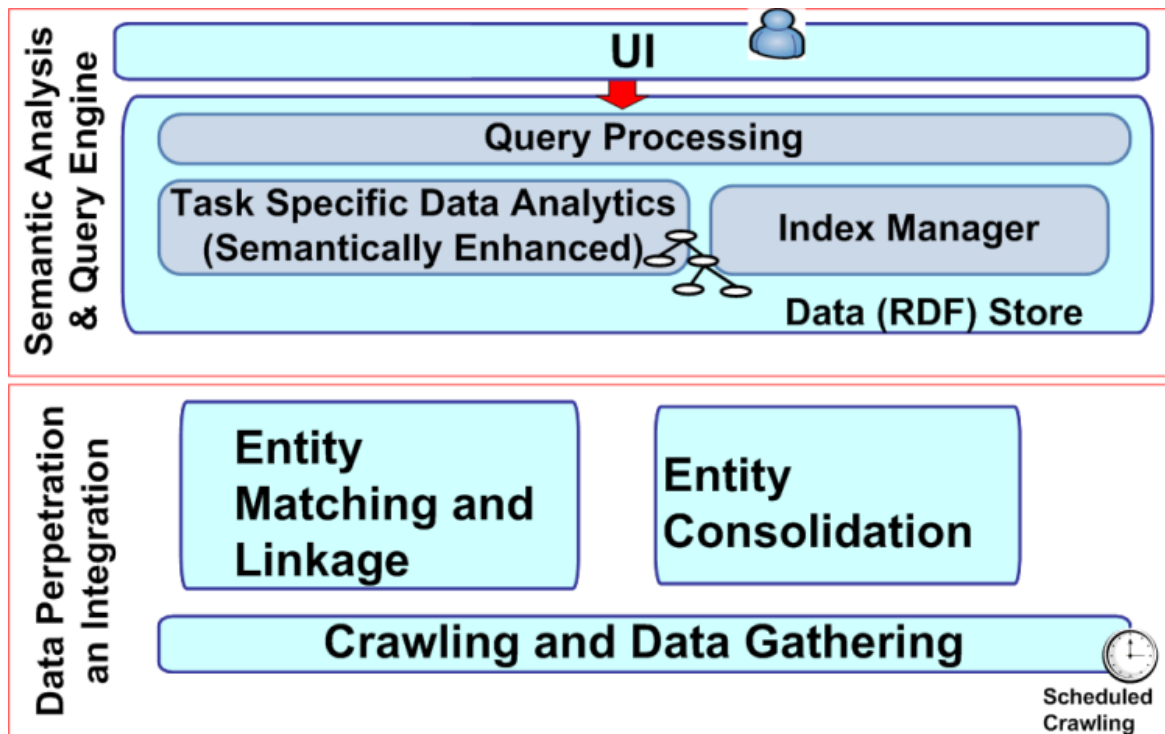 Semantic Analysis
& Query Engine
UI
Query Processing
Task Specific Data Analytics
(Semantically Enhanced)
Index Manager
Data (RDF) Store
Data Perpetration
an Integration
Entity
Matching and
Linkage
Entity
Consolidation
Crawling and Data Gathering
Scheduled
Crawling